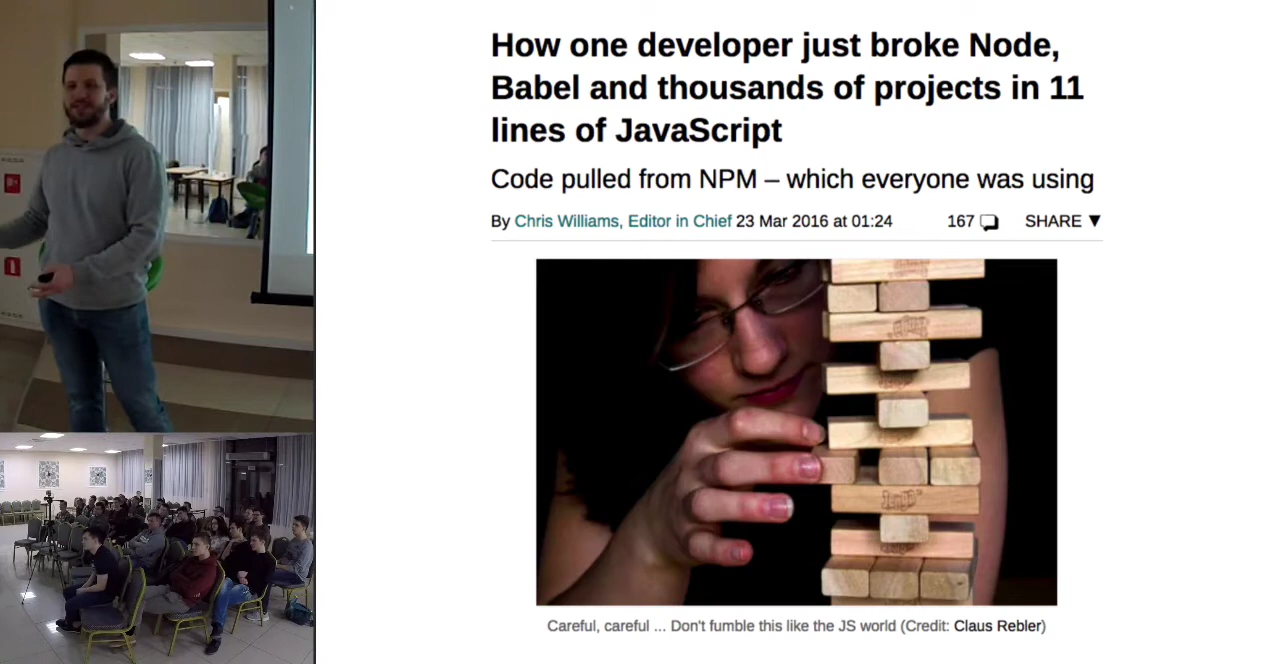 How one developer just broke Node,
Babel and thousands of projects in 11
lines of JavaScript
Code pulled from NPM – which everyone was using
By Chris Williams, Editor in Chief 23 Mar 2016 at 01:24 167 SHARE ▼
Careful, careful ... Don't fumble this like the JS world (Credit: Claus Rebler)